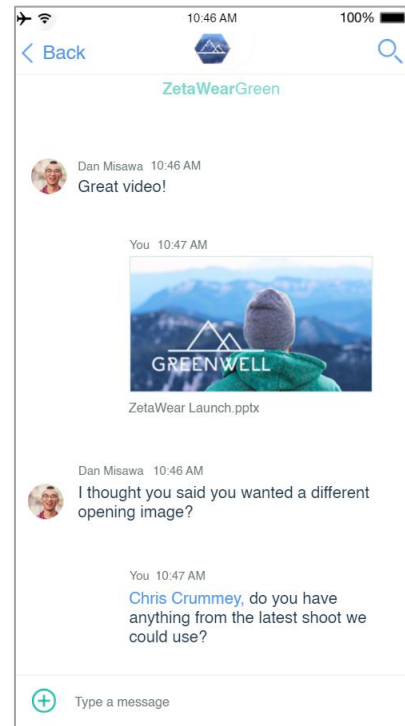 10:46 AM
100%
Back
ZetaWearGreen
Dan Misawa 10:46 AM
Great video!
You 10:47 AM
GREENWELL
ZetaWear Launch.pptx
Dan Misawa 10:46 AM
I thought you said you wanted a different
opening image?
You 10:47 AM
Chris Crummey, do you have
anything from the latest shoot we
could use?
Type a message